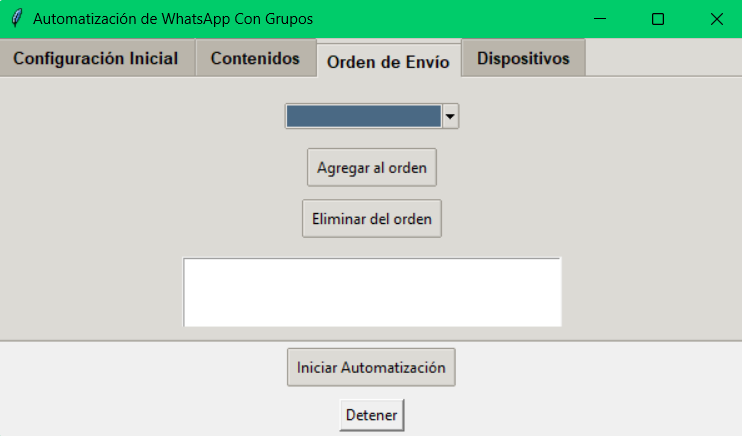 Automatización de WhatsApp Con Grupos
Configuración Inicial Contenidos Orden de Envío Dispositivos
Agregar al orden
Eliminar del orden
Iniciar Automatización
Detener